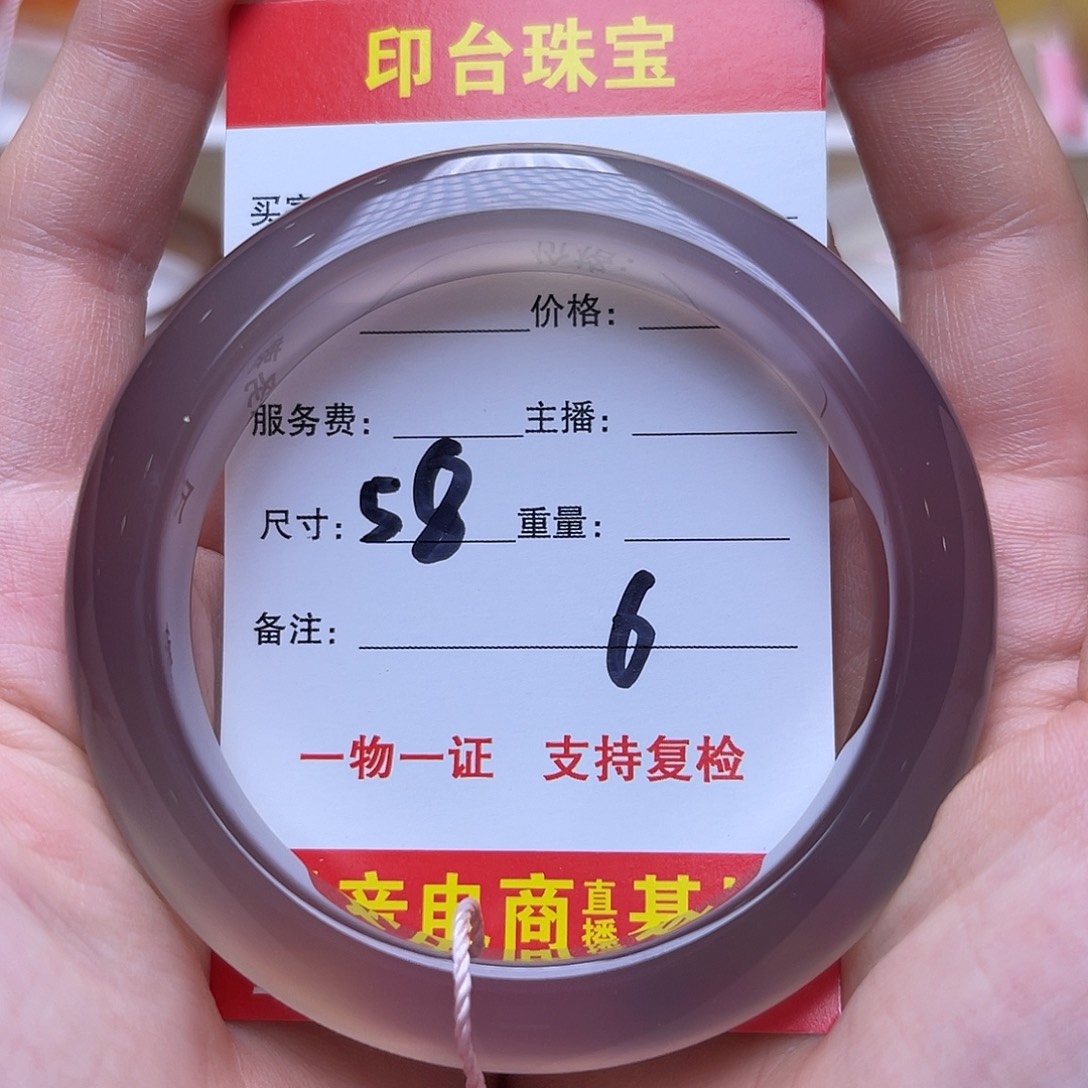 印台珠宝
买
价格：
服务费： 主播：
尺寸：58 重量：
备注： 6
一物一证 支持复检
电商直播基